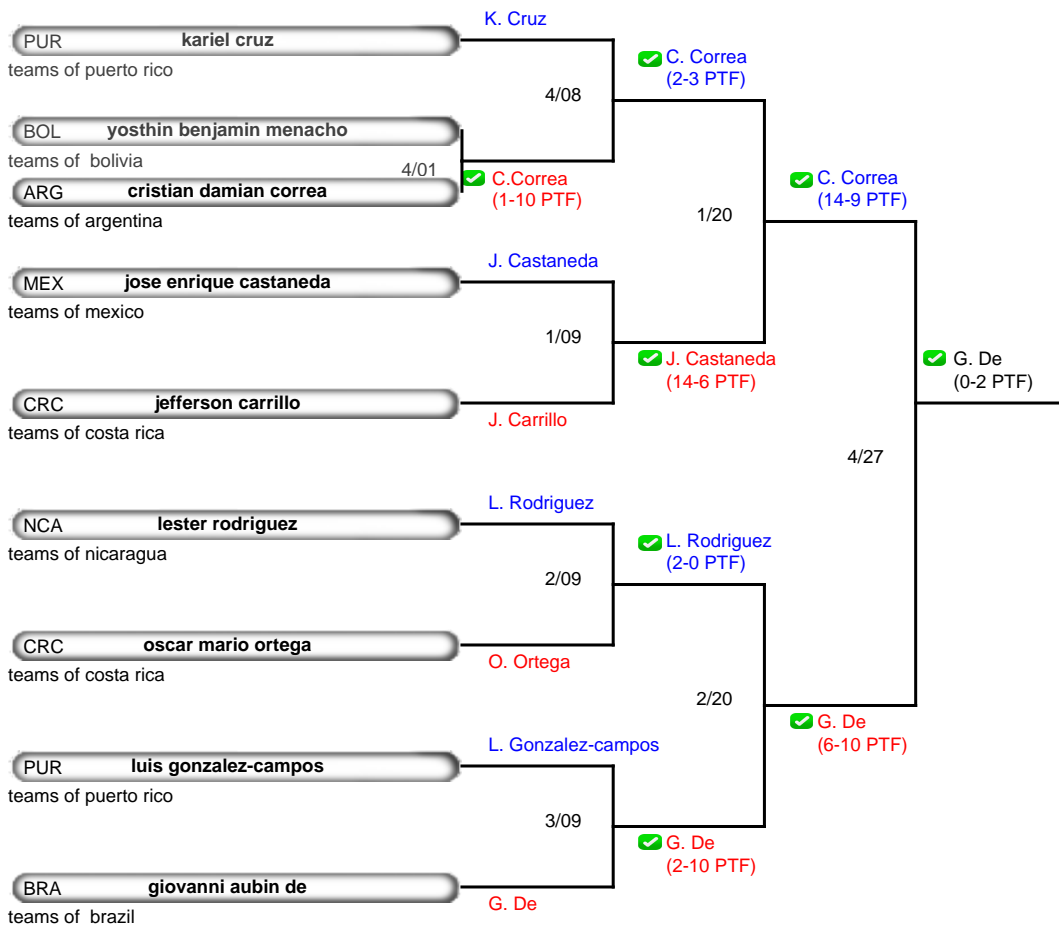 K. Cruz
PUR kariel cruz
teams of puerto rico
C. Correa
(2-3 PTF)
4/08
BOL yosthin benjamin menacho
teams of bolivia
4/01
ARG cristian damian correa
teams of argentina
C.Correa
(1-10 PTF)
C. Correa
(14-9 PTF)
1/20
J. Castaneda
MEX jose enrique castaneda
teams of mexico
1/09
J. Castaneda
(14-6 PTF)
G. De
(0-2 PTF)
CRC jefferson carrillo
teams of costa rica
J. Carrillo
4/27
L. Rodriguez
NCA lester rodriguez
teams of nicaragua
L. Rodriguez
(2-0 PTF)
2/09
CRC oscar mario ortega
teams of costa rica
O. Ortega
2/20
G. De
(6-10 PTF)
L. Gonzalez-campos
PUR luis gonzalez-campos
teams of puerto rico
3/09
G. De
(2-10 PTF)
BRA giovanni aubin de
teams of brazil
G. De